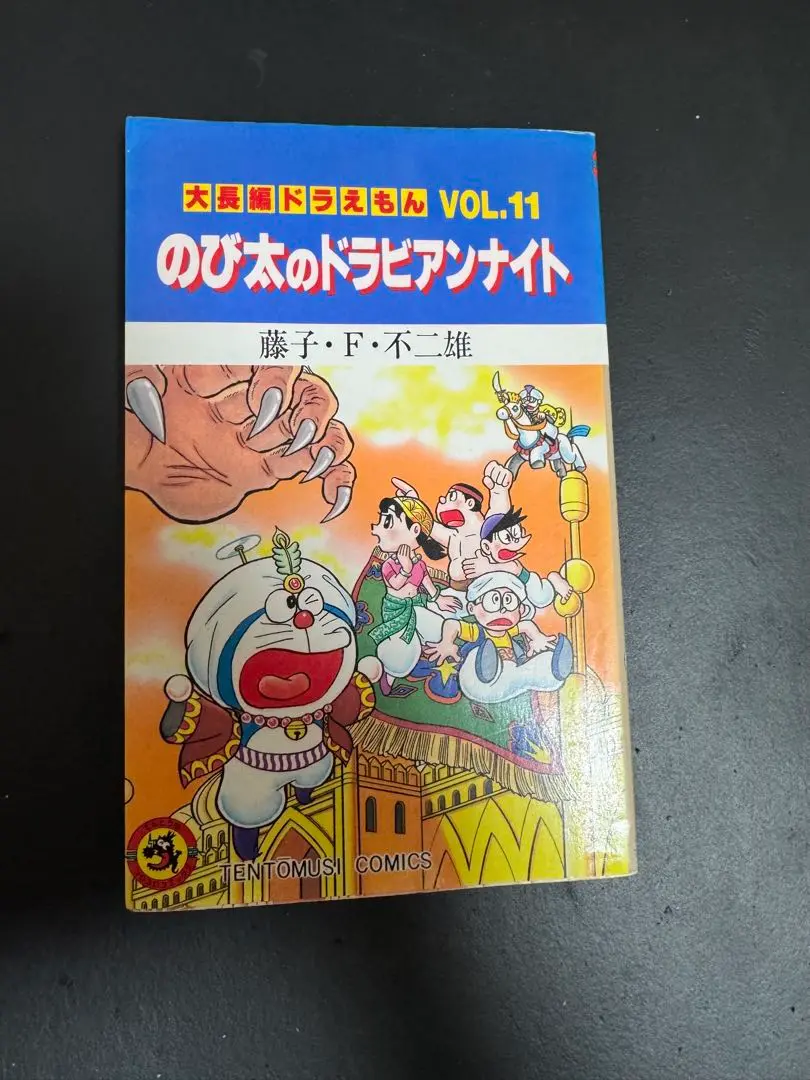 大長編ドラえもん VOL.11
のび太のドラビアンナイト
藤子・F・不二雄
TENTŌMUSI COMICS